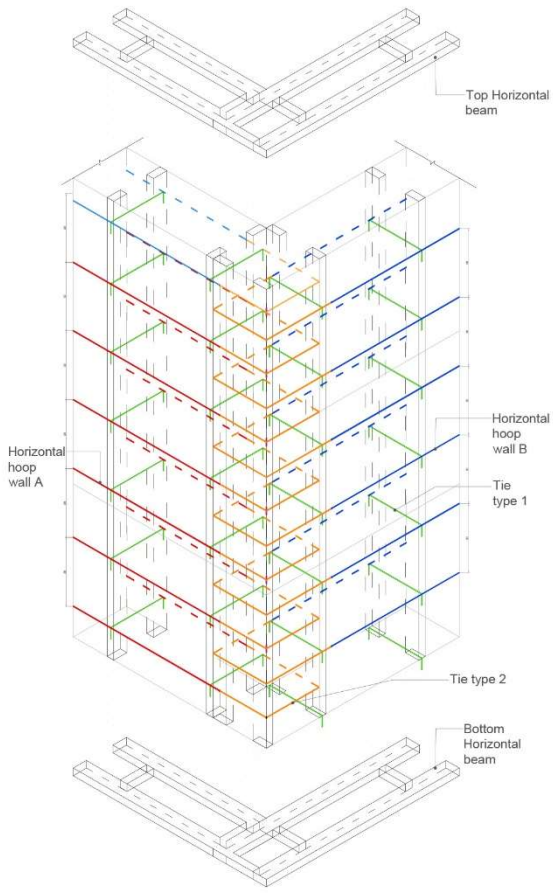 Top Horizontal
beam
Horizontal
hoop
wall A
Horizontal
hoop
wall B
Tie
type 1
Tie type 2
Bottom
Horizontal
beam